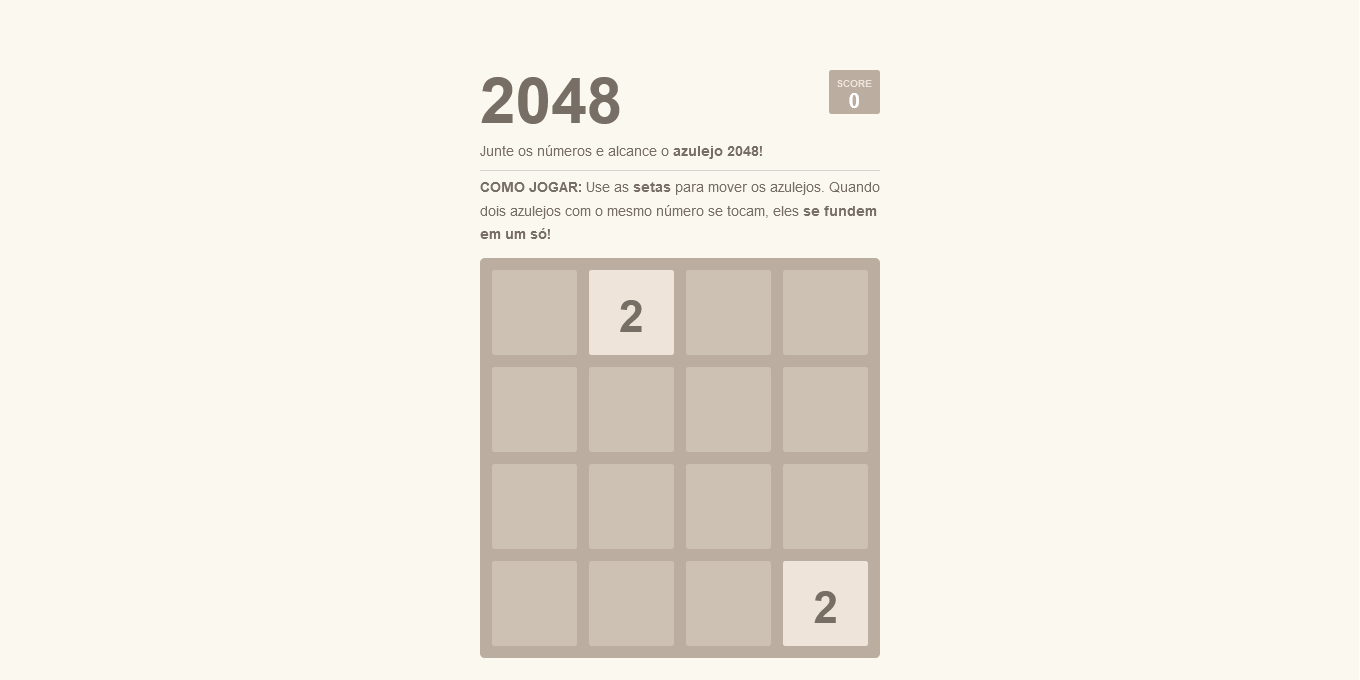 2048
SCORE
0
Junte os números e alcance o azulejo 2048!
COMO JOGAR: Use as setas para mover os azulejos. Quando
dois azulejos com o mesmo número se tocam, eles se fundem
em um só!
2
2